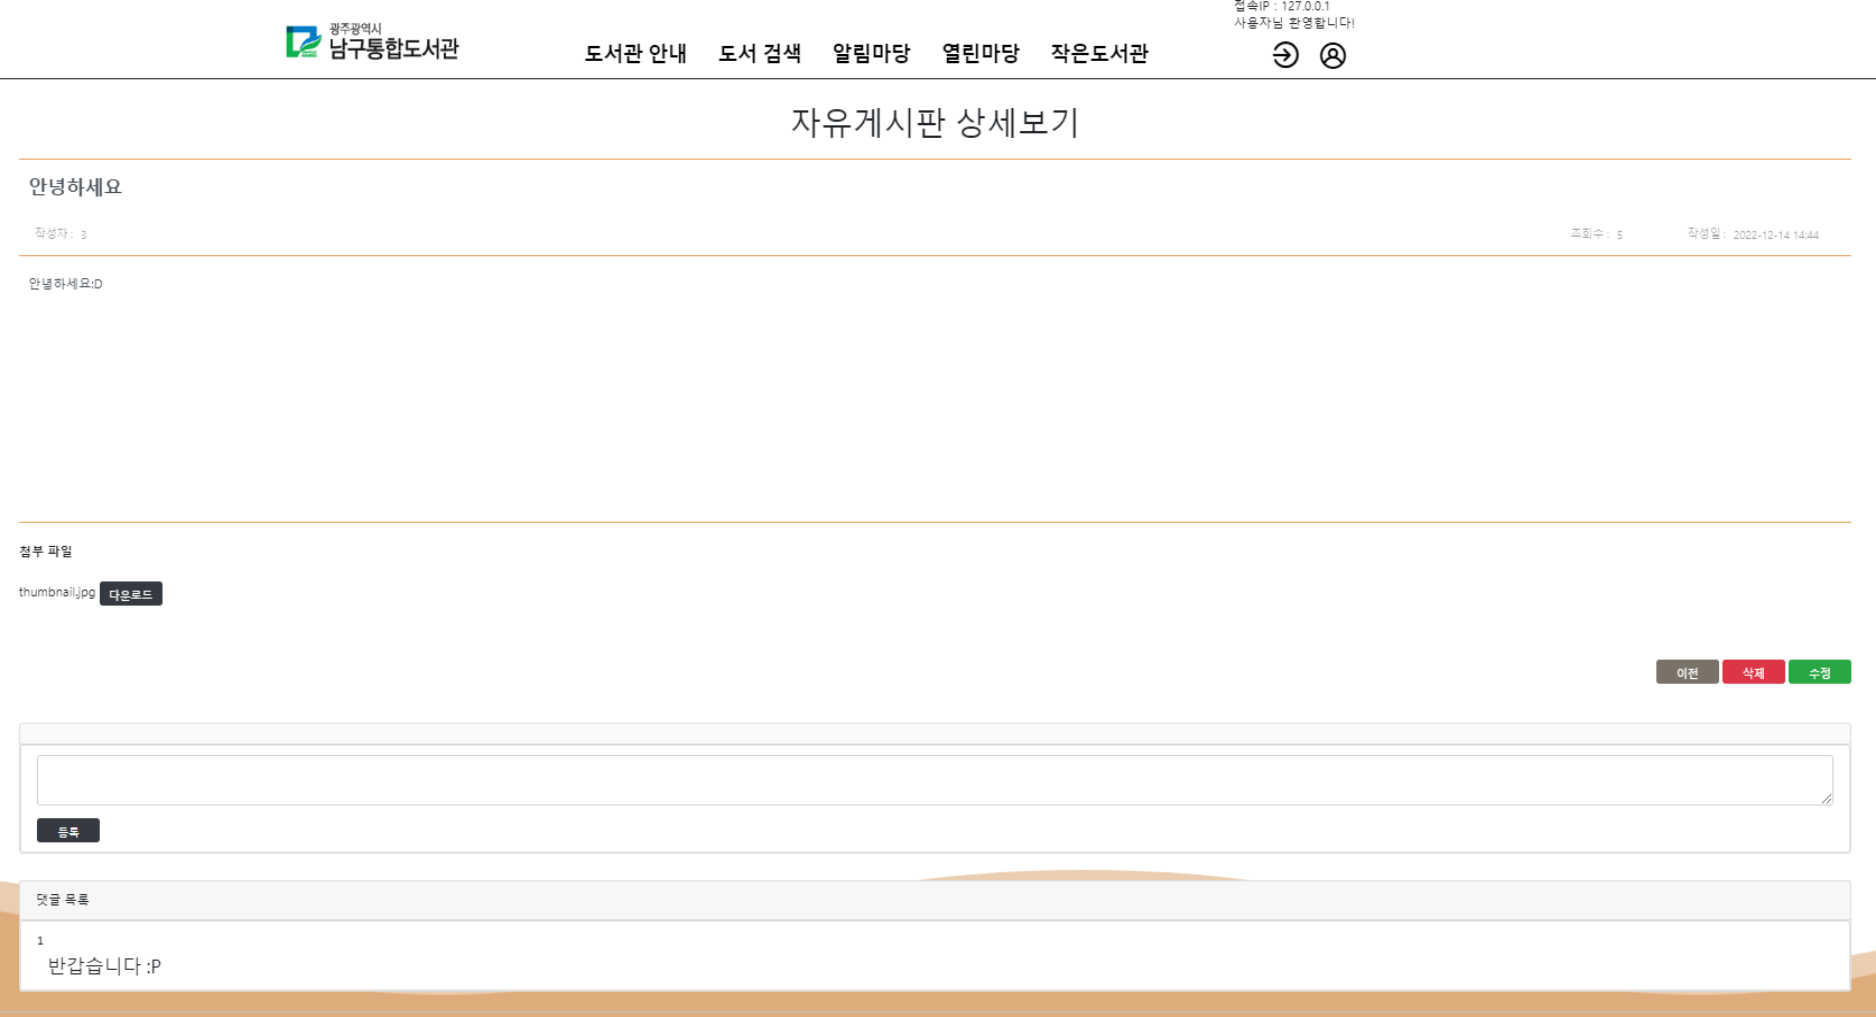 접속IP : 127.0.0.1
사용자님 환영합니다!
광주광역시
남구통합도서관
도서관 안내 도서 검색 알림마당 열린마당 작은도서관
자유게시판 상세보기
안녕하세요
작성자 : 3 조회수 : 5 작성일 : 2022-12-14 14:44
안녕하세요:D
첨부 파일
thumbnail.jpg 다운로드
이전 삭제 수정
등록
댓글 목록
1
반갑습니다 :P